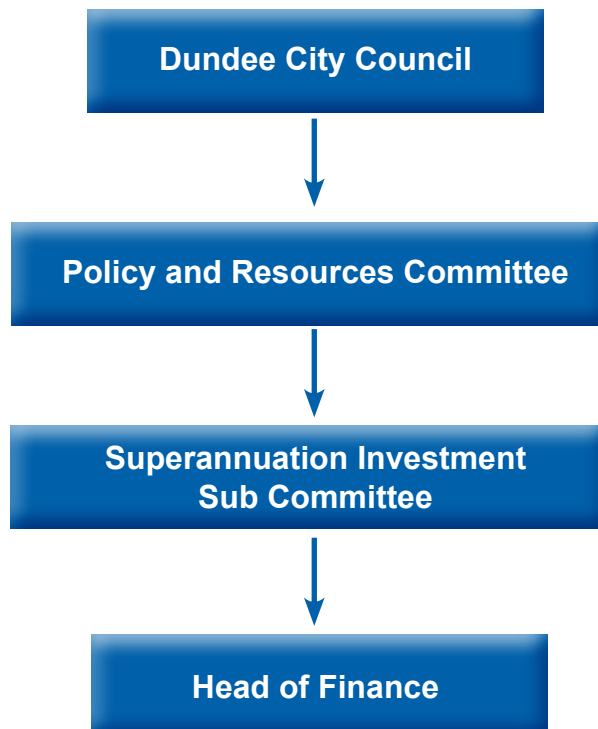 Dundee City Council
Policy and Resources Committee
Superannuation Investment
Sub Committee
Head of Finance